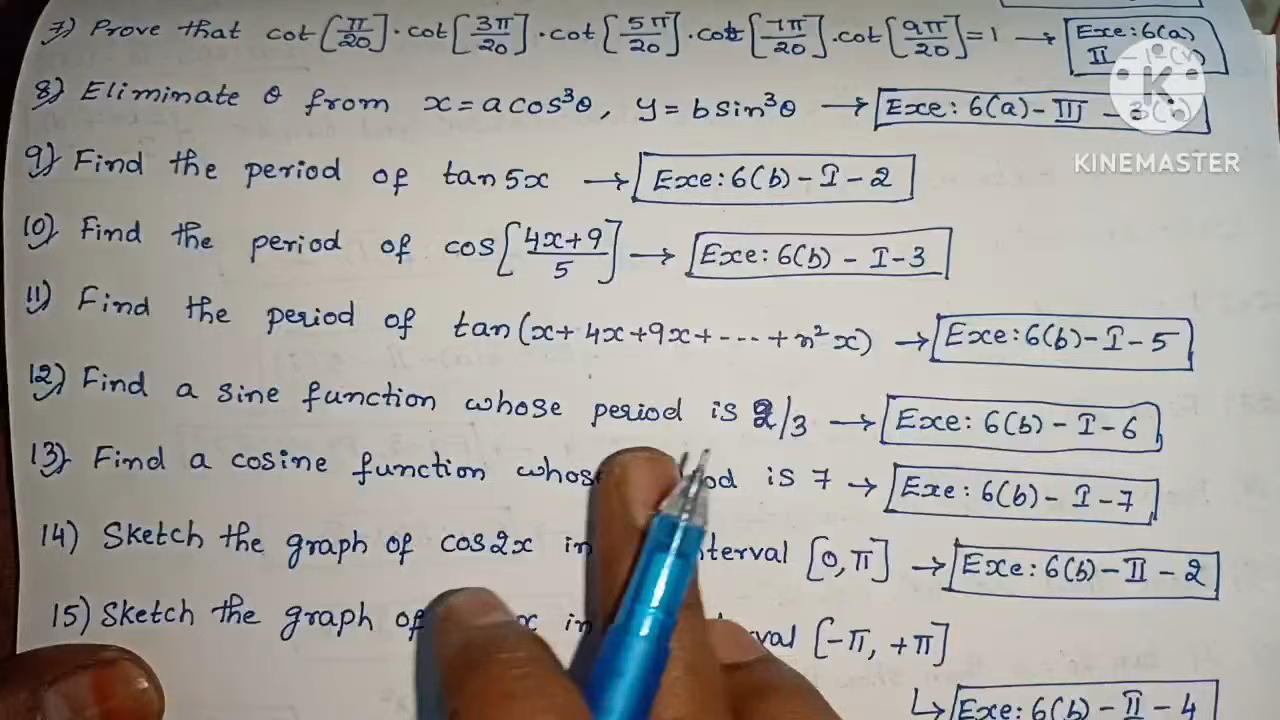 7) Prove that cot[π/20]·cot[3π/20]·cot[5π/20]·cot[7π/20]·cot[9π/20]=1 → Exe: 6(a)
II
8) Eliminate θ from x=acos³θ, y=bsin³θ → Exe: 6(a)-III
KINEMASTER
9) Find the period of tan5x → Exe: 6(b)-I-2
10) Find the period of cos[4x+9/5] → Exe: 6(b)-I-3
11) Find the period of tan(x+4x+9x+---+n²x) → Exe: 6(b)-I-5
12) Find a sine function whose period is 2/3 → Exe: 6(b)-I-6
13) Find a cosine function is 7 → Exe: 6(b)-I-7
14) Sketch the graph of cos2x in [0,π] → Exe: 6(b)-II-2
15) Sketch the graph of in [-π,+π]
↳ Exe: 6(b)-II-4